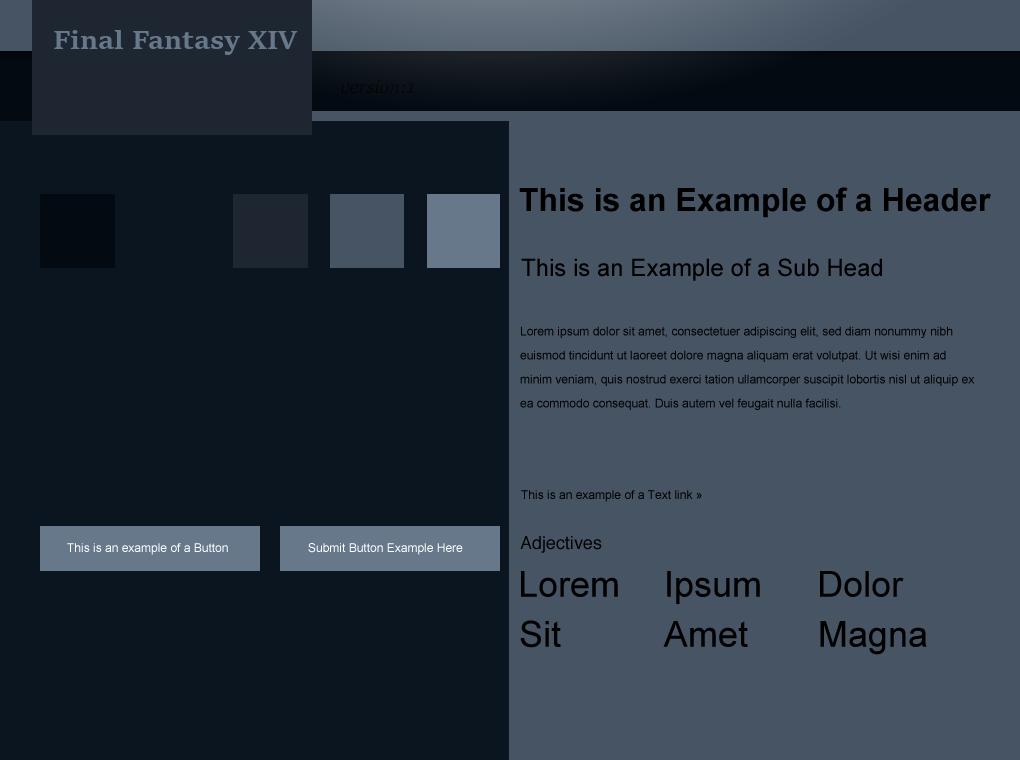 Final Fantasy XIV
version:1
This is an Example of a Header
This is an Example of a Sub Head
Lorem ipsum dolor sit amet, consectetuer adipiscing elit, sed diam nonummy nibh
euismod tincidunt ut laoreet dolore magna aliquam erat volutpat. Ut wisi enim ad
minim veniam, quis nostrud exerci tation ullamcorper suscipit lobortis nisl ut aliquip ex
ea commodo consequat. Duis autem vel feugait nulla facilisi.
This is an example of a Text link »
This is an example of a Button
Submit Button Example Here
Adjectives
Lorem Ipsum Dolor
Sit Amet Magna